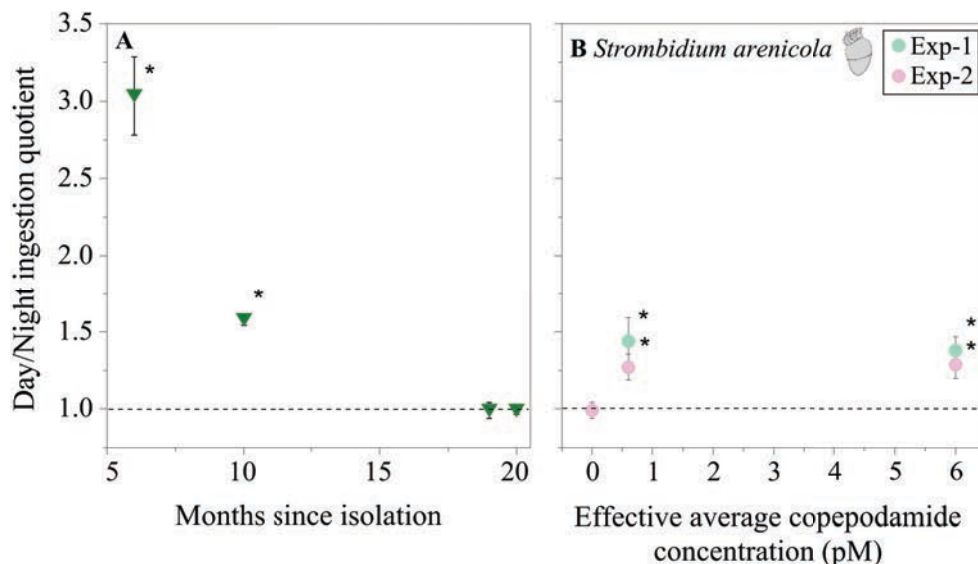 Day/Night ingestion quotient
3.5
3.0
2.5
2.0
1.5
1.0
A
*
*
5
10
15
20
Months since isolation
B Strombidium arenicola
Exp-1
Exp-2
*
*
*
*
0
1
2
3
4
5
6
Effective average copepodamide
concentration (pM)